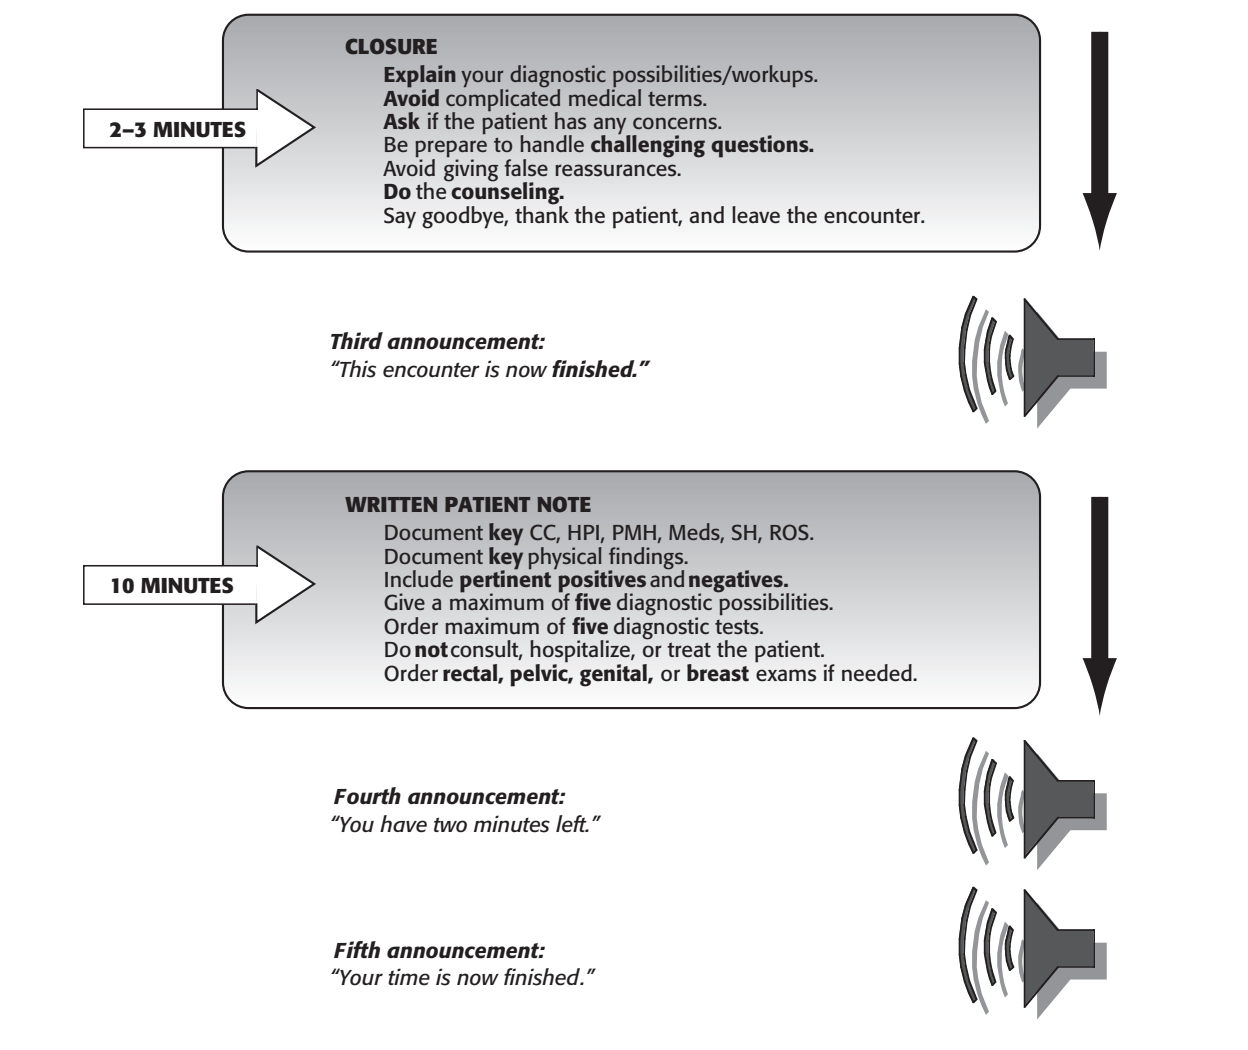 CLOSURE
Explain your diagnostic possibilities/workups.
Avoid complicated medical terms.
2–3 MINUTES
Ask if the patient has any concerns.
Be prepare to handle challenging questions.
Avoid giving false reassurances.
Do the counseling.
Say goodbye, thank the patient, and leave the encounter.
Third announcement:
“This encounter is now finished.”
WRITTEN PATIENT NOTE
Document key CC, HPI, PMH, Meds, SH, ROS.
Document key physical findings.
10 MINUTES
Include pertinent positives and negatives.
Give a maximum of five diagnostic possibilities.
Order maximum of five diagnostic tests.
Do not consult, hospitalize, or treat the patient.
Order rectal, pelvic, genital, or breast exams if needed.
Fourth announcement:
“You have two minutes left.”
Fifth announcement:
“Your time is now finished.”